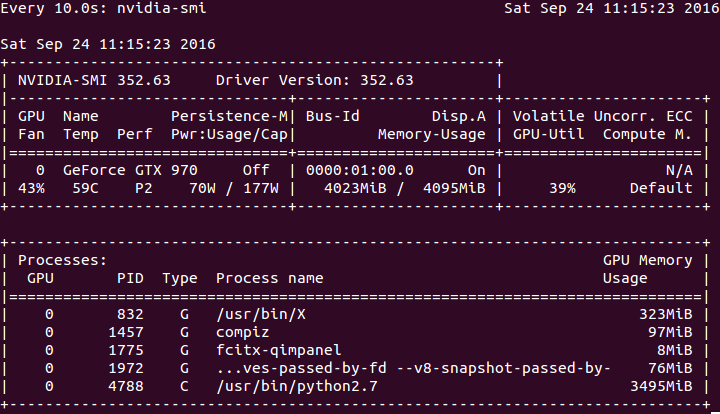 Every 10.0s: nvidia-smi                                Sat Sep 24 11:15:23 2016

Sat Sep 24 11:15:23 2016
+------------------------------------------------------+
| NVIDIA-SMI 352.63     Driver Version: 352.63         |
|-------------------------------+----------------------+----------------------+
| GPU  Name        Persistence-M| Bus-Id        Disp.A | Volatile Uncorr. ECC |
| Fan  Temp  Perf  Pwr:Usage/Cap|         Memory-Usage | GPU-Util  Compute M. |
|===============================+======================+======================|
|   0  GeForce GTX 970     Off  | 0000:01:00.0      On |                  N/A |
| 43%   59C    P2    70W / 177W |   4023MiB /  4095MiB |     39%      Default |
+-------------------------------+----------------------+----------------------+

+-----------------------------------------------------------------------------+
| Processes:                                                       GPU Memory |
|  GPU       PID  Type  Process name                               Usage      |
|=============================================================================|
|    0       832    G   /usr/bin/X                                     323MiB |
|    0      1457    G   compiz                                          97MiB |
|    0      1775    G   fcitx-qimpanel                                   8MiB |
|    0      1972    G   ...ves-passed-by-fd --v8-snapshot-passed-by-    76MiB |
|    0      4788    C   /usr/bin/python2.7                            3495MiB |
+-----------------------------------------------------------------------------+